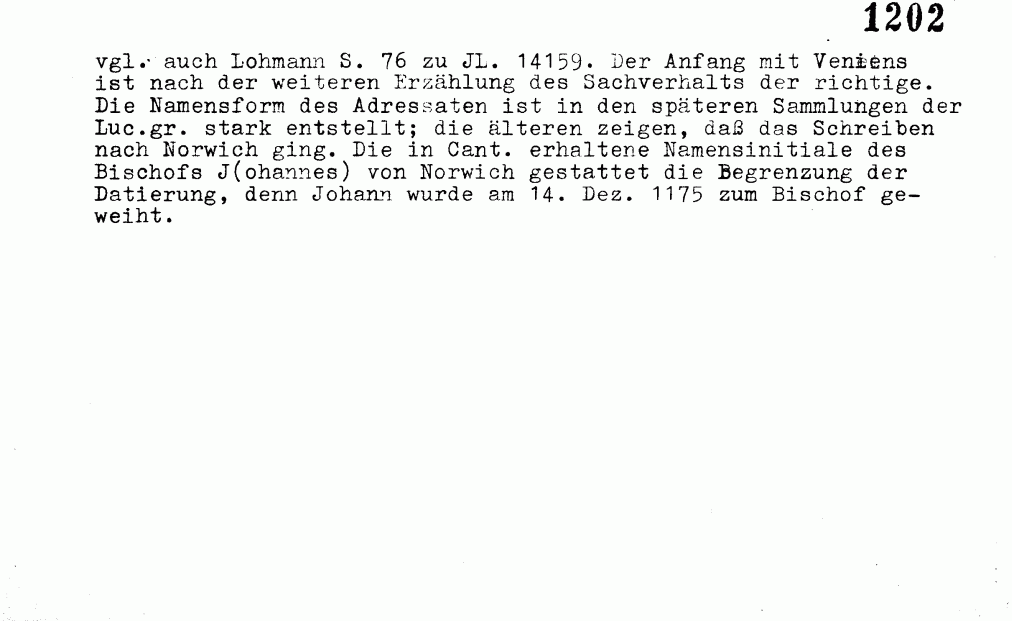 1202
vgl. auch Lohmann S. 76 zu JL. 14159. Der Anfang mit Veniens
ist nach der weiteren Erzählung des Sachverhalts der richtige.
Die Namensform des Adressaten ist in den späteren Sammlungen der
Luc.gr. stark entstellt; die älteren zeigen, daß das Schreiben
nach Norwich ging. Die in Cant. erhaltene Namensinitiale des
Bischofs J(ohannes) von Norwich gestattet die Begrenzung der
Datierung, denn Johann wurde am 14. Dez. 1175 zum Bischof ge-
weiht.